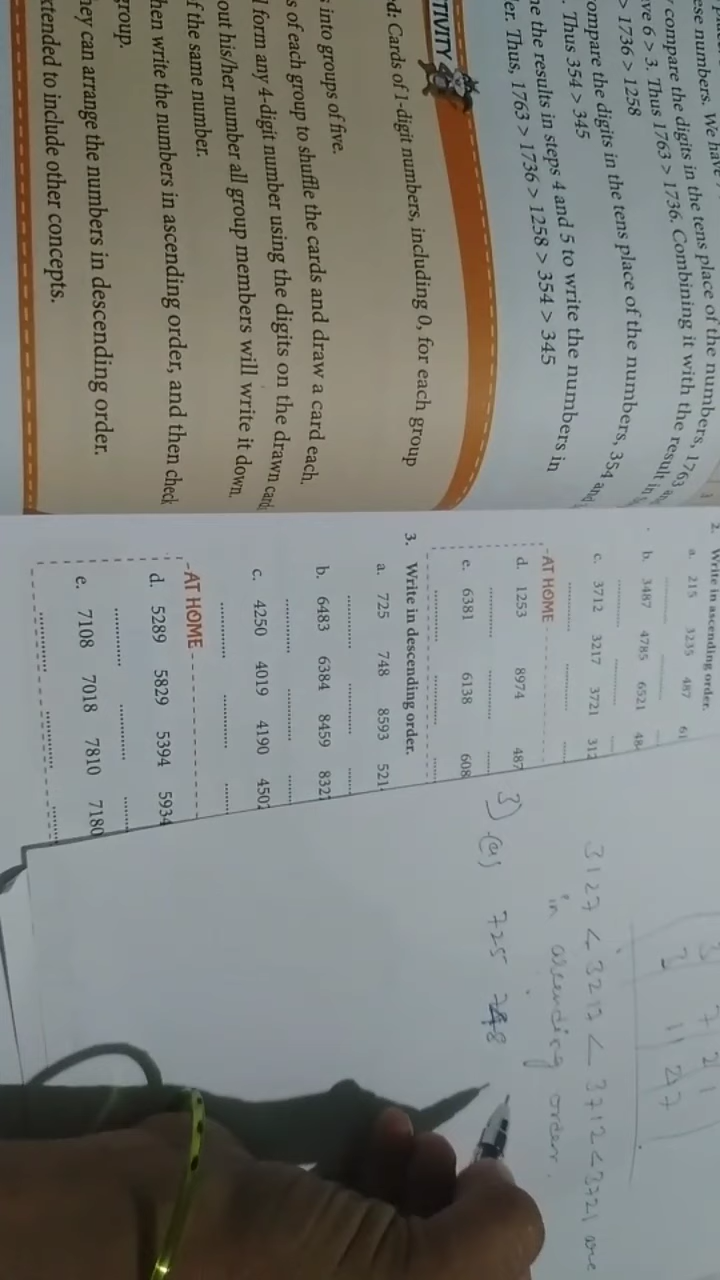 ese numbers. We have
compare the digits in the tens place of the numbers, 1763
ve 6 > 3. Thus 1763 > 1736. Combining it with the result in
> 1736 > 1258
ompare the digits in the tens place of the numbers, 354 and
. Thus 354 > 345
ne the results in steps 4 and 5 to write the numbers in
er. Thus, 1763 > 1736 > 1258 > 354 > 345
TIVITY
d: Cards of 1-digit numbers, including 0, for each group
into groups of five.
s of each group to shuffle the cards and draw a card each.
form any 4-digit number using the digits on the drawn card
out his/her number all group members will write it down.
f the same number.
hen write the numbers in ascending order, and then check
group.
hey can arrange the numbers in descending order.
xtended to include other concepts.
2. Write in ascending order.
a. 215 3235 487 61
b. 3487 4785 6521 48
c. 3712 3217 3721 312
AT HOME
d. 1253 8974 487
e. 6381 6138 608
3. Write in descending order.
a. 725 748 8593 521
b. 6483 6384 8459 832
c. 4250 4019 4190 450
AT HOME
d. 5289 5829 5394 5934
e. 7108 7018 7810 7180
3127 < 3217 < 3712 < 3721 are
in ascending order.
3) (a) 725 748